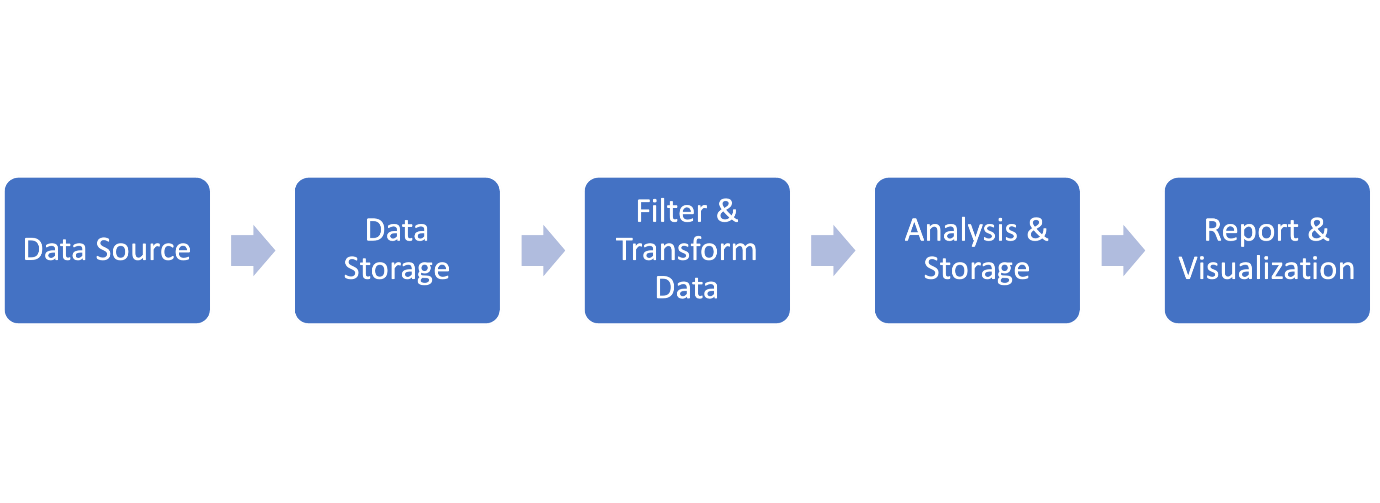 Data Source
Data
Storage
Filter &
Transform
Data
Analysis &
Storage
Report &
Visualization